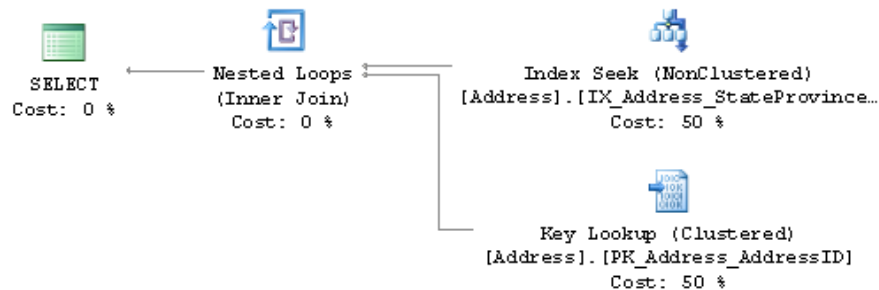 SELECT
Cost: 0 %
Nested Loops
(Inner Join)
Cost: 0 %
Index Seek (NonClustered)
[Address].[IX_Address_StateProvince…
Cost: 50 %
Key Lookup (Clustered)
[Address].[PK_Address_AddressID]
Cost: 50 %